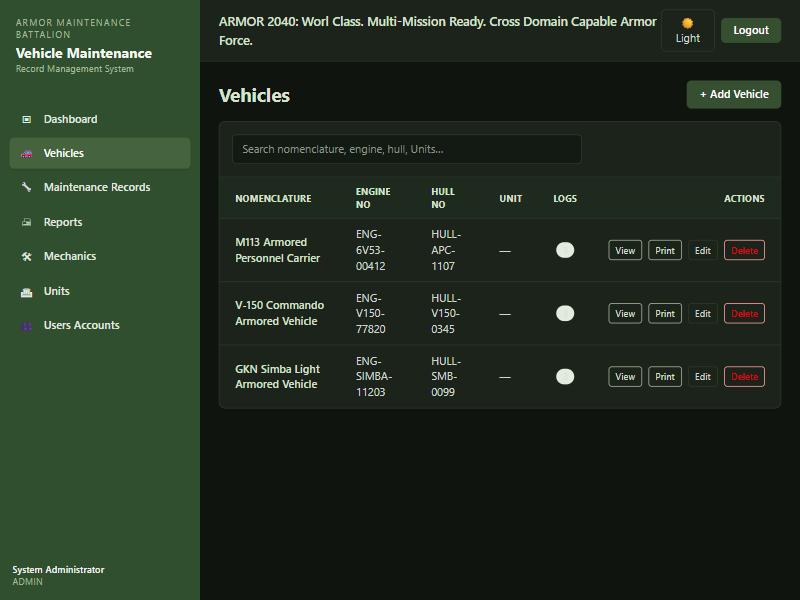 ARMOR MAINTENANCE
BATTALION
Vehicle Maintenance
Record Management System
Dashboard
Vehicles
Maintenance Records
Reports
Mechanics
Units
Users Accounts
System Administrator
ADMIN
ARMOR 2040: Worl Class. Multi-Mission Ready. Cross Domain Capable Armor
Force.
Light
Logout
Vehicles
+ Add Vehicle
Search nomenclature, engine, hull, Units...
NOMENCLATURE ENGINE NO HULL NO UNIT LOGS ACTIONS
M113 Armored Personnel Carrier ENG-6V53-00412 HULL-APC-1107 — View Print Edit Delete
V-150 Commando Armored Vehicle ENG-V150-77820 HULL-V150-0345 — View Print Edit Delete
GKN Simba Light Armored Vehicle ENG-SIMBA-11203 HULL-SMB-0099 — View Print Edit Delete